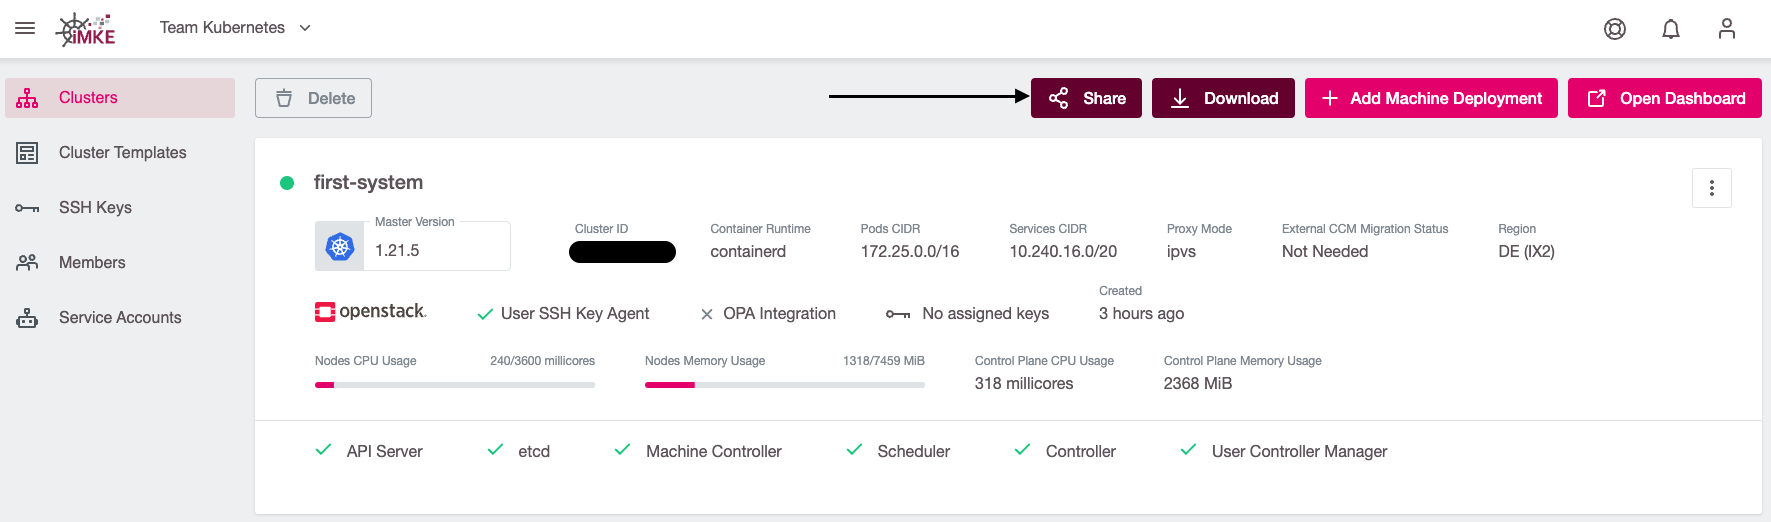 iMKE
Team Kubernetes
Clusters
Cluster Templates
SSH Keys
Members
Service Accounts
Delete
Share
Download
Add Machine Deployment
Open Dashboard
first-system
Master Version
1.21.5
Cluster ID
Container Runtime
containerd
Pods CIDR
172.25.0.0/16
Services CIDR
10.240.16.0/20
Proxy Mode
ipvs
External CCM Migration Status
Not Needed
Region
DE (IX2)
openstack.
User SSH Key Agent
OPA Integration
No assigned keys
Created
3 hours ago
Nodes CPU Usage
240/3600 millicores
Nodes Memory Usage
1318/7459 MiB
Control Plane CPU Usage
318 millicores
Control Plane Memory Usage
2368 MiB
API Server
etcd
Machine Controller
Scheduler
Controller
User Controller Manager